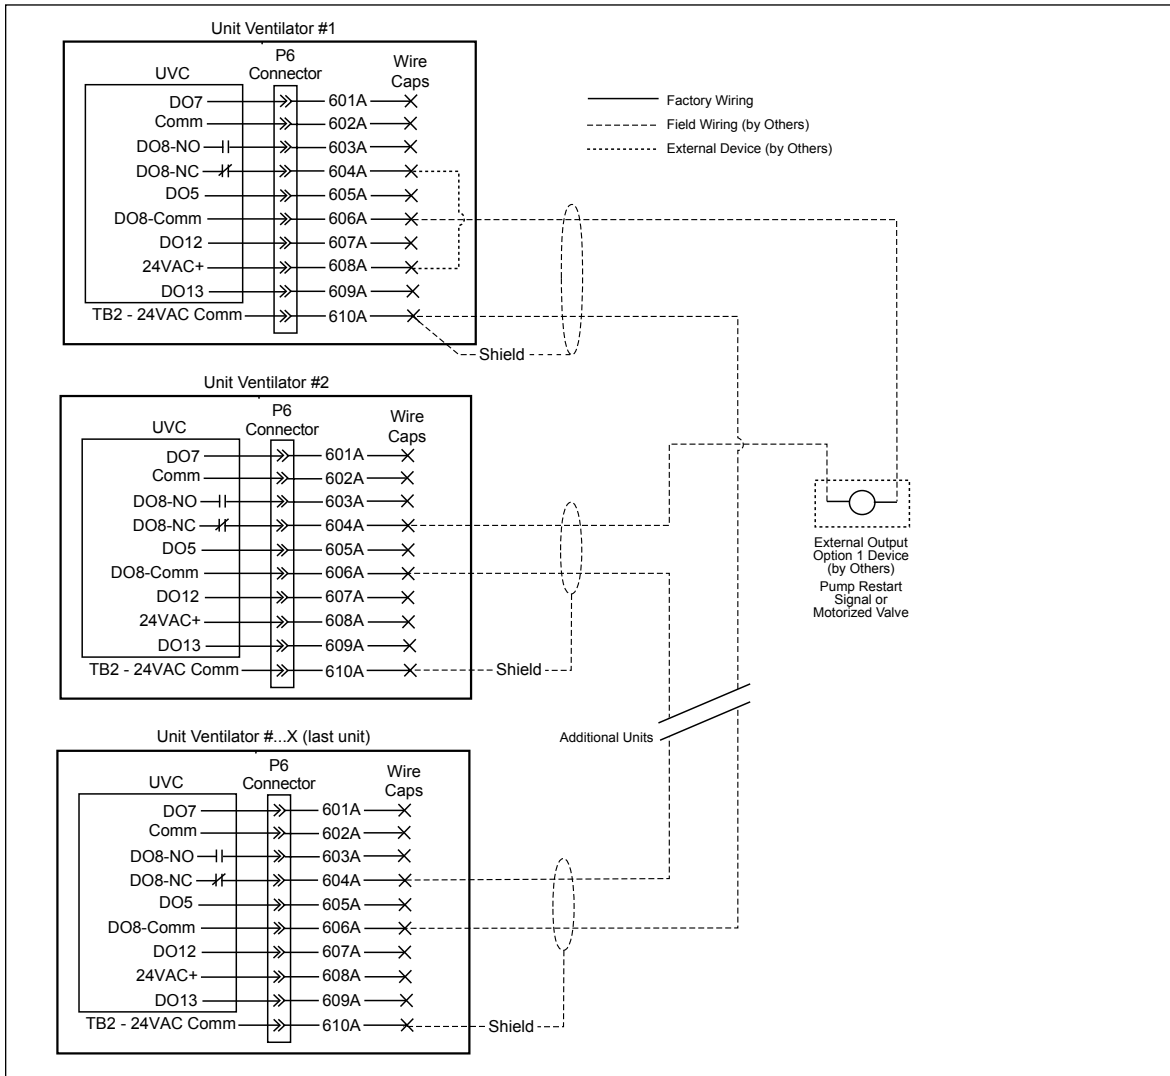 Unit Ventilator #1
P6
Connector
Wire
Caps
UVC
DO7
601A
Comm
602A
DO8-NO
603A
DO8-NC
604A
DO5
605A
DO8-Comm
606A
DO12
607A
24VAC+
608A
DO13
609A
TB2 - 24VAC Comm
610A
Shield
Factory Wiring
Field Wiring (by Others)
External Device (by Others)
Unit Ventilator #2
P6
Connector
Wire
Caps
UVC
DO7
601A
Comm
602A
DO8-NO
603A
DO8-NC
604A
DO5
605A
DO8-Comm
606A
DO12
607A
24VAC+
608A
DO13
609A
TB2 - 24VAC Comm
610A
Shield
External Output
Option 1 Device
(by Others)
Pump Restart
Signal or
Motorized Valve
Additional Units
Unit Ventilator #...X (last unit)
P6
Connector
Wire
Caps
UVC
DO7
601A
Comm
602A
DO8-NO
603A
DO8-NC
604A
DO5
605A
DO8-Comm
606A
DO12
607A
24VAC+
608A
DO13
609A
TB2 - 24VAC Comm
610A
Shield